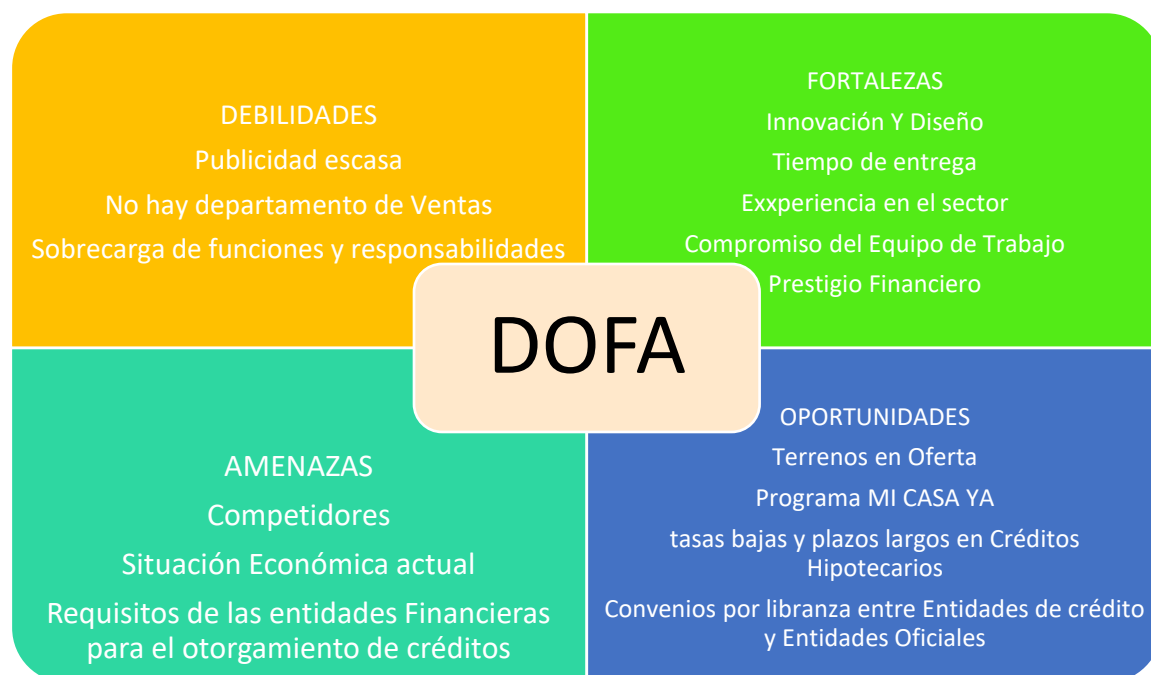 DEBILIDADES
Publicidad escasa
No hay departamento de Ventas
Sobrecarga de funciones y responsabilidades
FORTALEZAS
Innovación Y Diseño
Tiempo de entrega
Exxperiencia en el sector
Compromiso del Equipo de Trabajo
Prestigio Financiero
DOFA
AMENAZAS
Competidores
Situación Económica actual
Requisitos de las entidades Financieras
para el otorgamiento de créditos
OPORTUNIDADES
Terrenos en Oferta
Programa MI CASA YA
tasas bajas y plazos largos en Créditos
Hipotecarios
Convenios por libranza entre Entidades de crédito
y Entidades Oficiales